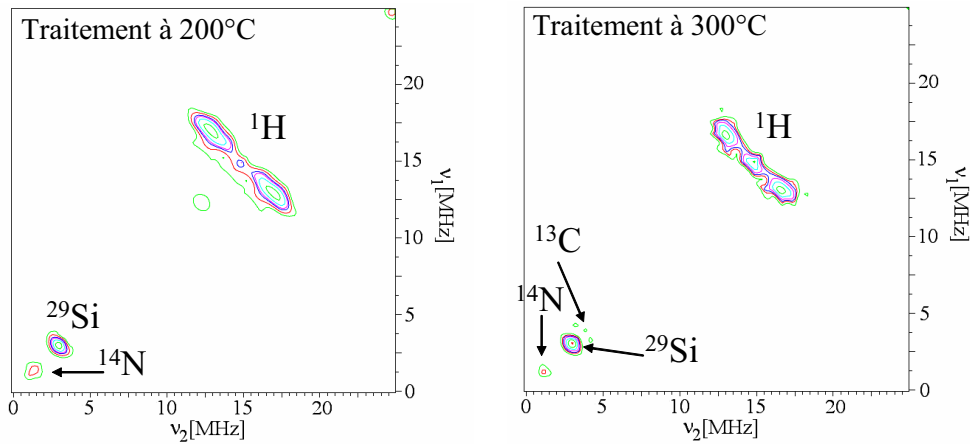 Traitement à 200°C
¹H
²⁹Si
¹⁴N
0
5
10
15
20
ν₁[MHz]
0 5 10 15 20
ν₂[MHz]
Traitement à 300°C
¹H
¹³C
¹⁴N
²⁹Si
0
5
10
15
20
ν₁[MHz]
0 5 10 15 20
ν₂[MHz]